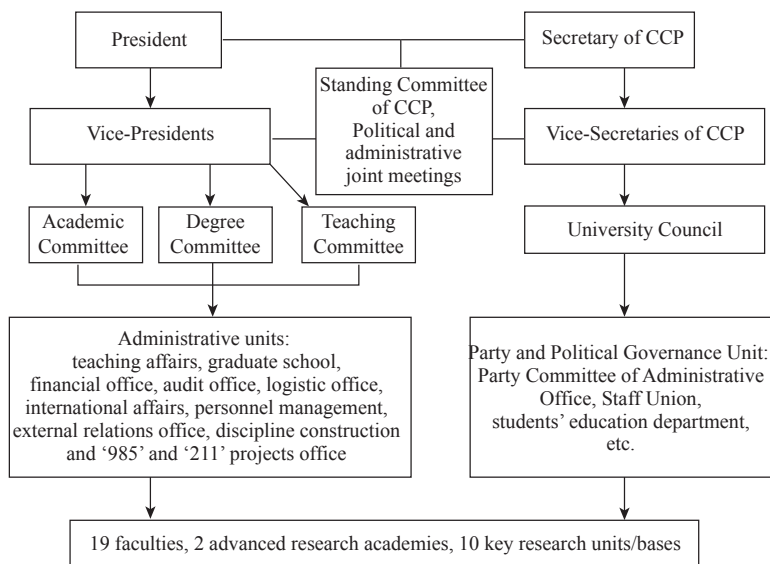 President
Secretary of CCP
Standing Committee
of CCP,
Political and
administrative
joint meetings
Vice-Presidents
Vice-Secretaries of CCP
Academic
Committee
Degree
Committee
Teaching
Committee
University Council
Administrative units:
teaching affairs, graduate school,
financial office, audit office, logistic office,
international affairs, personnel management,
external relations office, discipline construction
and ‘985’ and ‘211’ projects office
Party and Political Governance Unit:
Party Committee of Administrative
Office, Staff Union,
students’ education department,
etc.
19 faculties, 2 advanced research academies, 10 key research units/bases